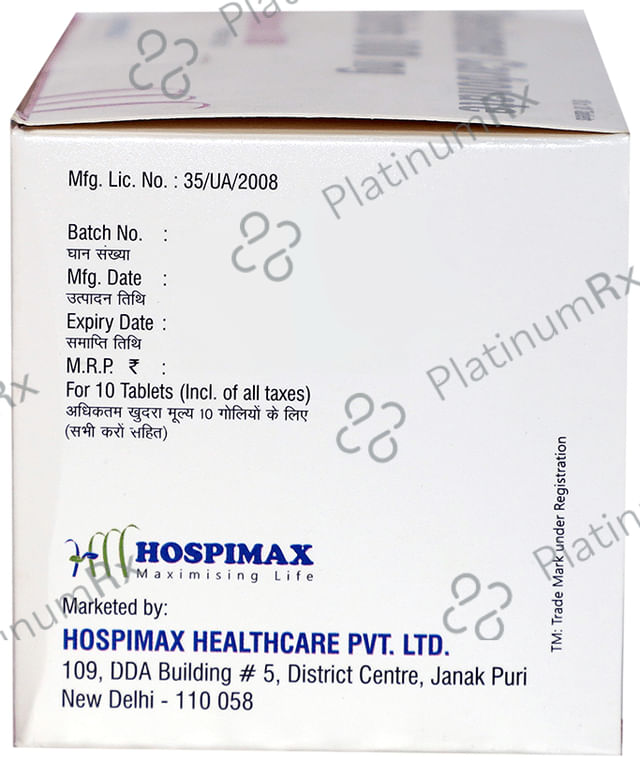 Mfg. Lic. No. : 35/UA/2008
Batch No. :
घान संख्या
Mfg. Date :
उत्पादन तिथि
Expiry Date :
समाप्ति तिथि
M.R.P. ₹ :
For 10 Tablets (Incl. of all taxes)
अधिकतम खुदरा मूल्य 10 गोलियों के लिए
(सभी करों सहित)
HOSPIMAX
Maximising Life
Marketed by:
HOSPIMAX HEALTHCARE PVT. LTD.
109, DDA Building # 5, District Centre, Janak Puri
New Delhi - 110 058
TM: Trade Mark under Registration
PlatinumRx
PlatinumRx
PlatinumRx
PlatinumRx